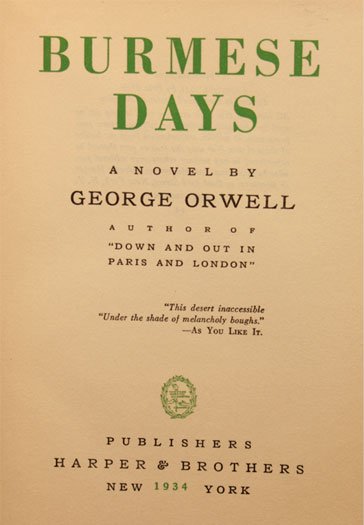 BURMESE
DAYS
A NOVEL BY
GEORGE ORWELL
AUTHOR OF
"DOWN AND OUT IN
PARIS AND LONDON"
"This desert inaccessible
"Under the shade of melancholy boughs."
—As You Like It.
PUBLISHERS
HARPER & BROTHERS
NEW 1934 YORK